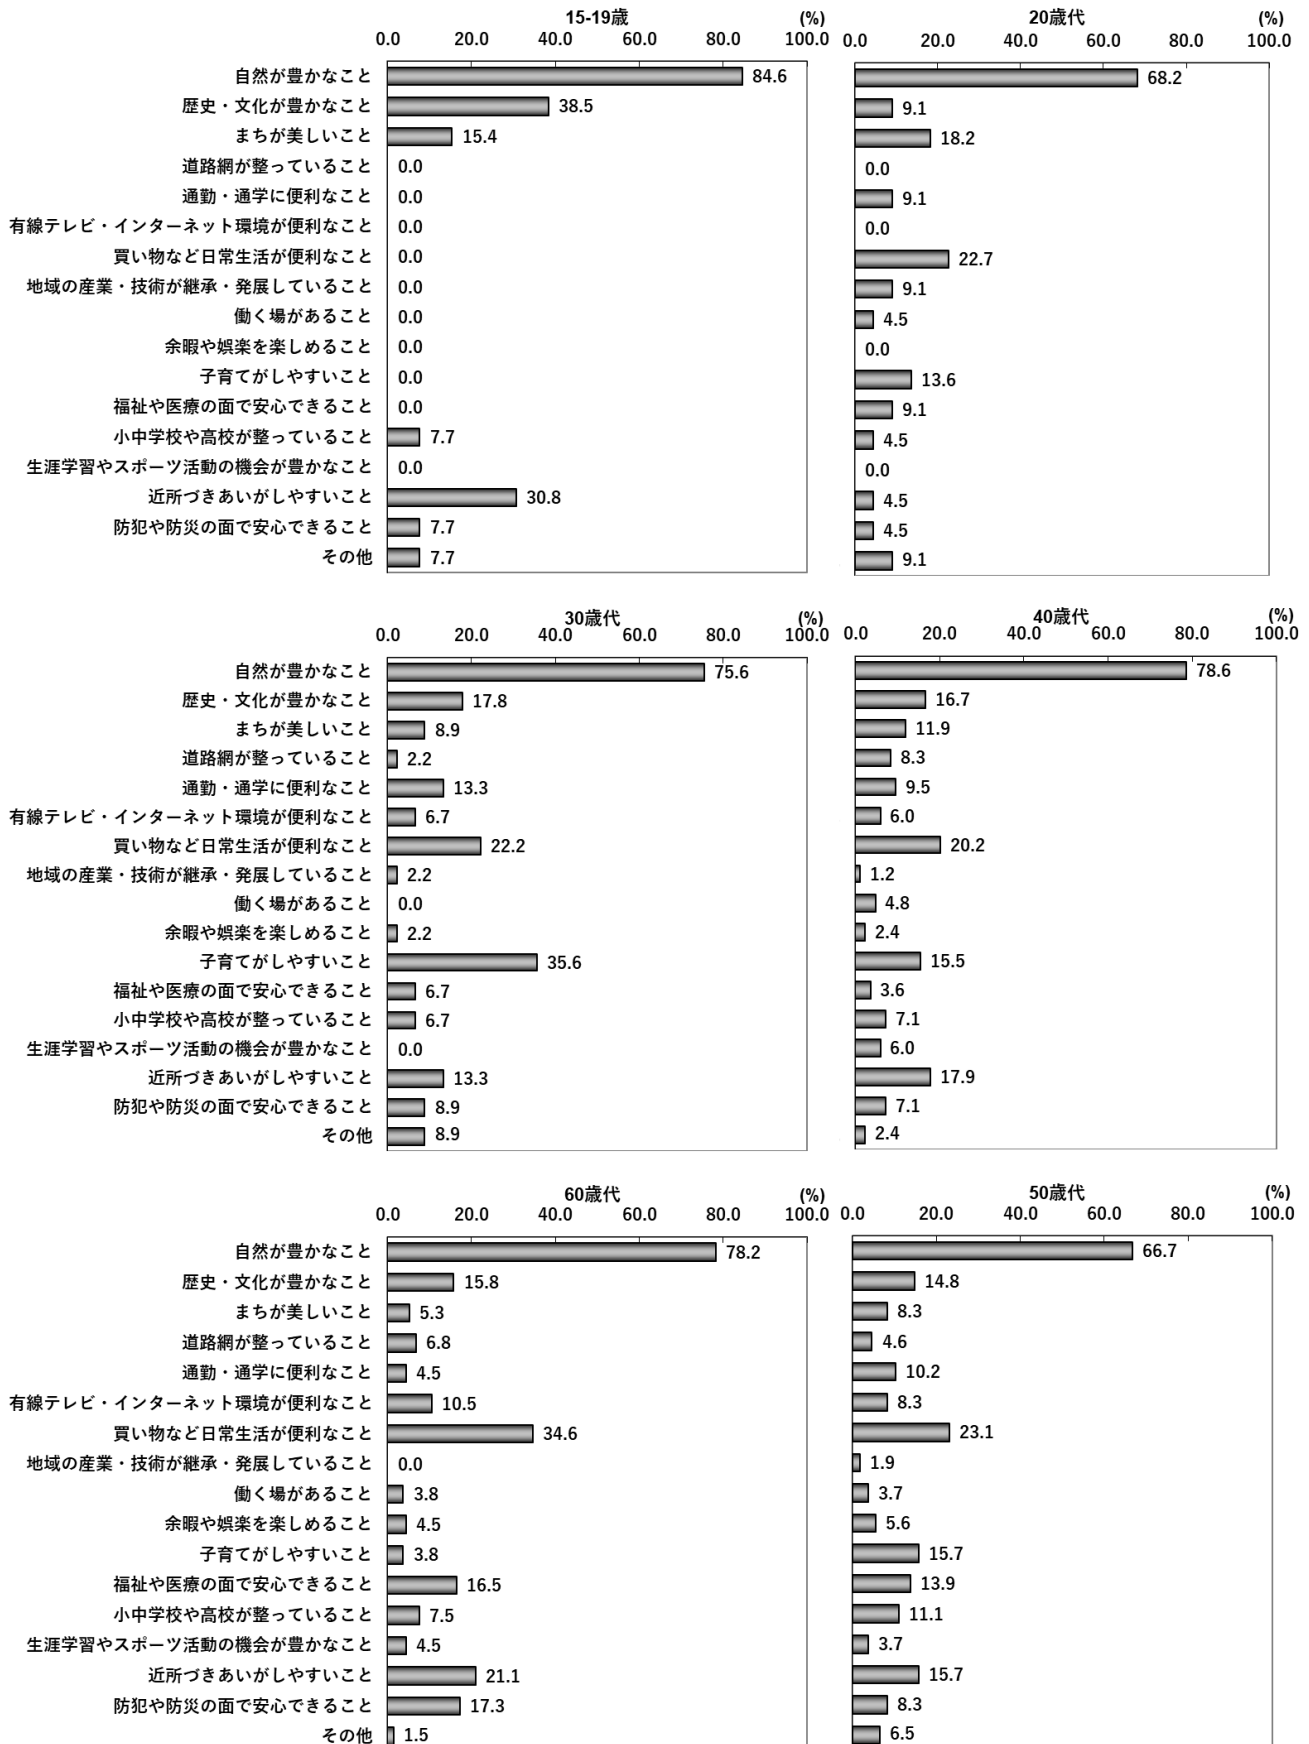 15-19歳 (%)
0.0 20.0 40.0 60.0 80.0 100.0
自然が豊かなこと 84.6
歴史・文化が豊かなこと 38.5
まちが美しいこと 15.4
道路網が整っていること 0.0
通勤・通学に便利なこと 0.0
有線テレビ・インターネット環境が便利なこと 0.0
買い物など日常生活が便利なこと 0.0
地域の産業・技術が継承・発展していること 0.0
働く場があること 0.0
余暇や娯楽を楽しめること 0.0
子育てがしやすいこと 0.0
福祉や医療の面で安心できること 0.0
小中学校や高校が整っていること 7.7
生涯学習やスポーツ活動の機会が豊かなこと 0.0
近所づきあいがしやすいこと 30.8
防犯や防災の面で安心できること 7.7
その他 7.7
20歳代 (%)
0.0 20.0 40.0 60.0 80.0 100.0
68.2
9.1
18.2
0.0
9.1
0.0
22.7
9.1
4.5
0.0
13.6
9.1
4.5
0.0
4.5
4.5
9.1
30歳代 (%)
0.0 20.0 40.0 60.0 80.0 100.0
自然が豊かなこと 75.6
歴史・文化が豊かなこと 17.8
まちが美しいこと 8.9
道路網が整っていること 2.2
通勤・通学に便利なこと 13.3
有線テレビ・インターネット環境が便利なこと 6.7
買い物など日常生活が便利なこと 22.2
地域の産業・技術が継承・発展していること 2.2
働く場があること 0.0
余暇や娯楽を楽しめること 2.2
子育てがしやすいこと 35.6
福祉や医療の面で安心できること 6.7
小中学校や高校が整っていること 6.7
生涯学習やスポーツ活動の機会が豊かなこと 0.0
近所づきあいがしやすいこと 13.3
防犯や防災の面で安心できること 8.9
その他 8.9
40歳代 (%)
0.0 20.0 40.0 60.0 80.0 100.0
78.6
16.7
11.9
8.3
9.5
6.0
20.2
1.2
4.8
2.4
15.5
3.6
7.1
6.0
17.9
7.1
2.4
60歳代 (%)
0.0 20.0 40.0 60.0 80.0 100.0
自然が豊かなこと 78.2
歴史・文化が豊かなこと 15.8
まちが美しいこと 5.3
道路網が整っていること 6.8
通勤・通学に便利なこと 4.5
有線テレビ・インターネット環境が便利なこと 10.5
買い物など日常生活が便利なこと 34.6
地域の産業・技術が継承・発展していること 0.0
働く場があること 3.8
余暇や娯楽を楽しめること 4.5
子育てがしやすいこと 3.8
福祉や医療の面で安心できること 16.5
小中学校や高校が整っていること 7.5
生涯学習やスポーツ活動の機会が豊かなこと 4.5
近所づきあいがしやすいこと 21.1
防犯や防災の面で安心できること 17.3
その他 1.5
50歳代 (%)
0.0 20.0 40.0 60.0 80.0 100.0
66.7
14.8
8.3
4.6
10.2
8.3
23.1
1.9
3.7
5.6
15.7
13.9
11.1
3.7
15.7
8.3
6.5